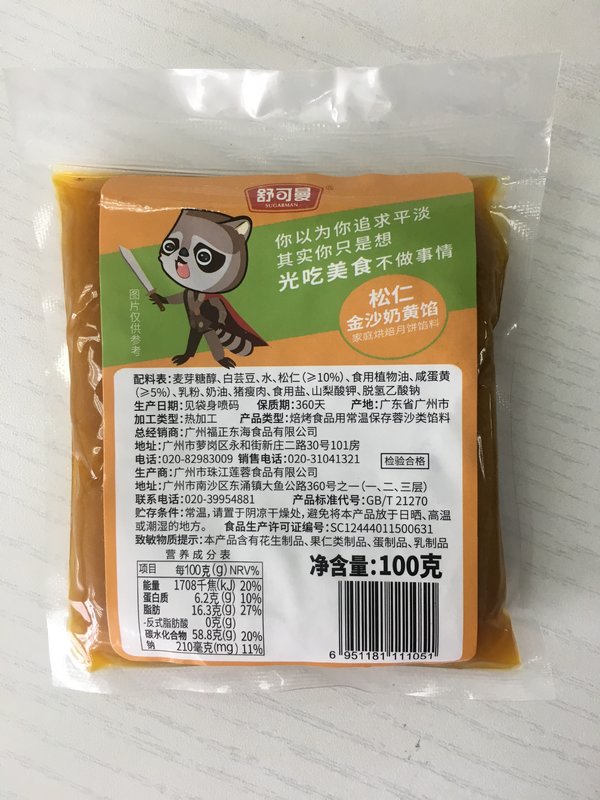 舒可曼®
SUGARMAN
你以为你追求平淡
其实你只是想
光吃美食不做事情
图片仅供参考
松仁
金沙奶黄馅
家庭烘焙月饼馅料
配料表:麦芽糖醇、白芸豆、水、松仁(≥10%)、食用植物油、咸蛋黄
(≥5%)、乳粉、奶油、猪瘦肉、食用盐、山梨酸钾、脱氢乙酸钠
生产日期:见袋身喷码 保质期:360天 产地:广东省广州市
加工类型:热加工 产品类型:焙烤食品用常温保存蓉沙类馅料
总经销商:广州福正东海食品有限公司
地址:广州市萝岗区永和街新庄二路30号101房
电话:020-82983009 销售电话:020-31041321
检验合格
生产商:广州市珠江莲蓉食品有限公司
地址:广州市南沙区东涌镇大鱼公路360号之一(一、二、三层)
联系电话:020-39954881 产品标准代号:GB/T 21270
贮存条件:常温,请置于阴凉干燥处,避免将本产品放于日晒、高温
或潮湿的地方。 食品生产许可证编号:SC12444011500631
致敏物质提示:本产品含有花生制品、果仁类制品、蛋制品、乳制品
营养成分表
项目 每100克(g) NRV%
能量 1708千焦(kJ) 20%
蛋白质 6.2克(g) 10%
脂肪 16.3克(g) 27%
-反式脂肪酸 0克(g)
碳水化合物 58.8克(g) 20%
钠 210毫克(mg) 11%
净含量:100克
6 951181 111051